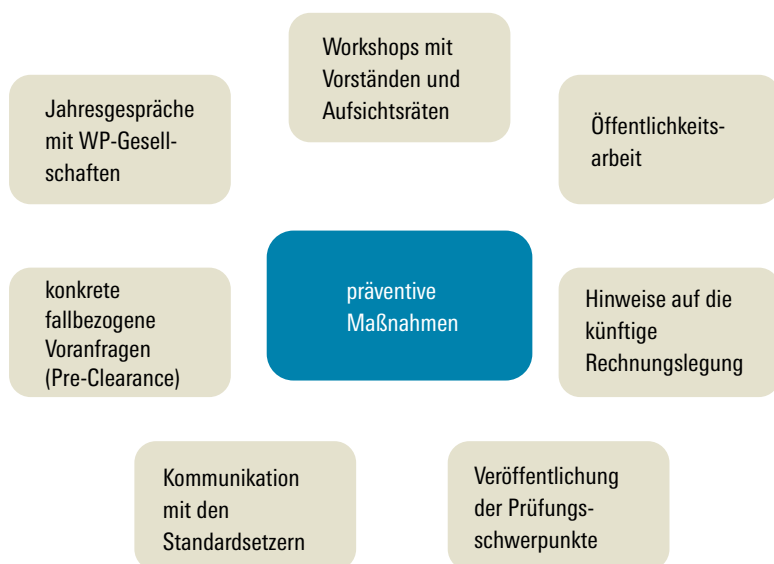 Workshops mit
Vorständen und
Aufsichtsräten
Jahresgespräche
mit WP-Gesell-
schaften
Öffentlichkeits-
arbeit
präventive
Maßnahmen
konkrete
fallbezogene
Voranfragen
(Pre-Clearance)
Hinweise auf die
künftige
Rechnungslegung
Kommunikation
mit den
Standardsetzern
Veröffentlichung
der Prüfungs-
schwerpunkte